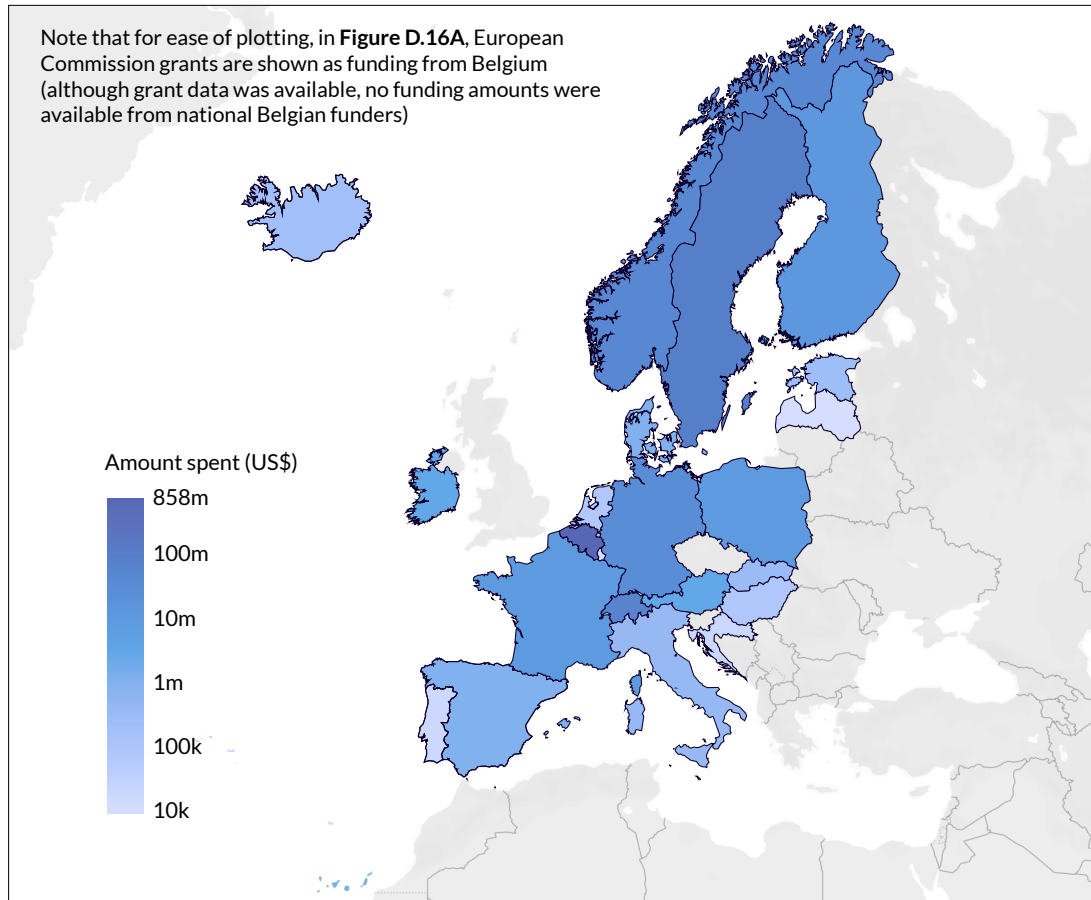 Note that for ease of plotting, in Figure D.16A, European
Commission grants are shown as funding from Belgium
(although grant data was available, no funding amounts were
available from national Belgian funders)
Amount spent (US$)
858m
100m
10m
1m
100k
10k